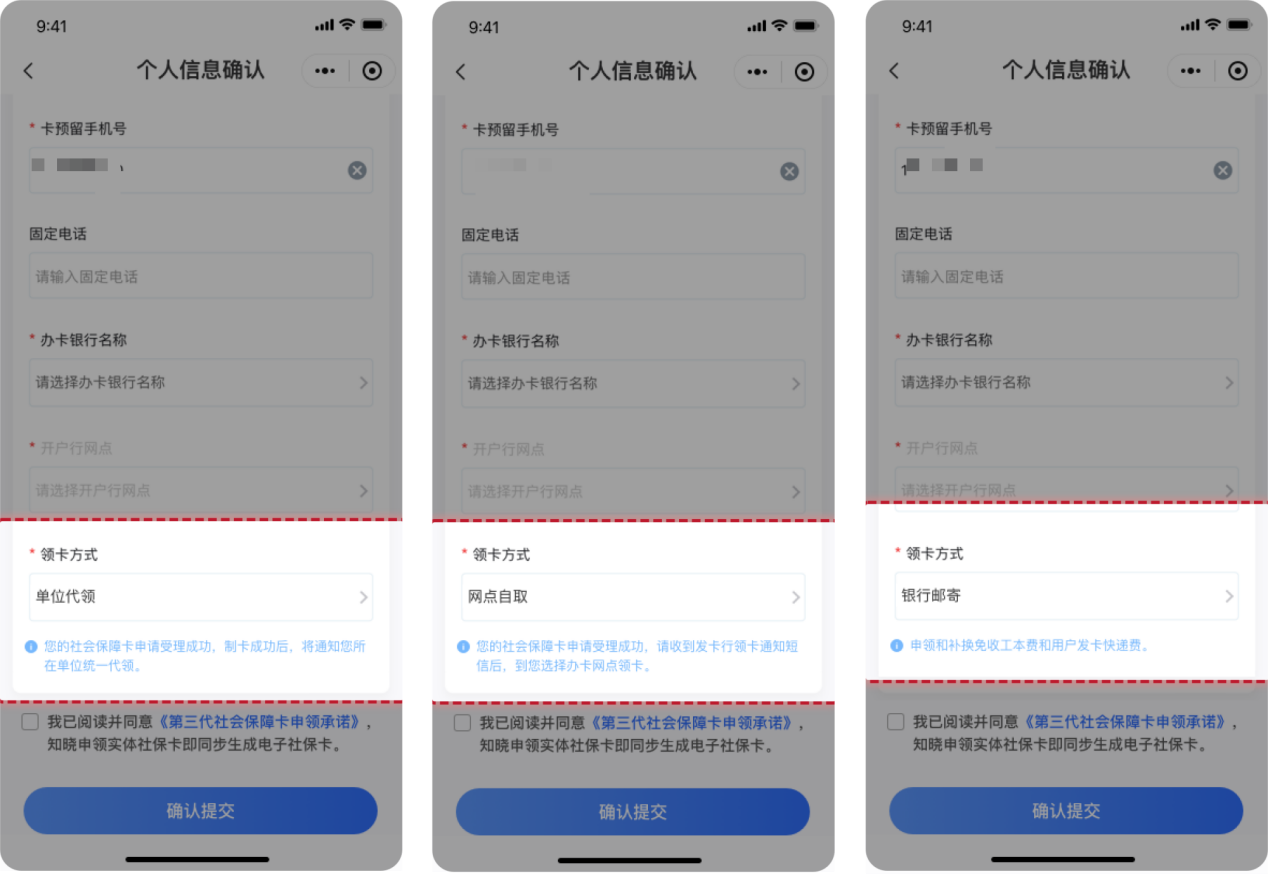 9:41
个人信息确认
* 卡预留手机号
固定电话
请输入固定电话
* 办卡银行名称
请选择办卡银行名称
* 开户行网点
请选择开户行网点
* 领卡方式
单位代领
您的社会保障卡申请受理成功，制卡成功后，将通知您所
在单位统一代领。
我已阅读并同意《第三代社会保障卡申领承诺》，
知晓申领实体社保卡即同步生成电子社保卡。
确认提交
9:41
个人信息确认
* 卡预留手机号
固定电话
请输入固定电话
* 办卡银行名称
请选择办卡银行名称
* 开户行网点
请选择开户行网点
* 领卡方式
网点自取
您的社会保障卡申请受理成功，请收到发卡行领卡通知短
信后，到您选择办卡网点领卡。
我已阅读并同意《第三代社会保障卡申领承诺》，
知晓申领实体社保卡即同步生成电子社保卡。
确认提交
9:41
个人信息确认
* 卡预留手机号
1
固定电话
请输入固定电话
* 办卡银行名称
请选择办卡银行名称
* 开户行网点
请选择开户行网点
* 领卡方式
银行邮寄
申领和补换免收工本费和用户发卡快递费。
我已阅读并同意《第三代社会保障卡申领承诺》，
知晓申领实体社保卡即同步生成电子社保卡。
确认提交